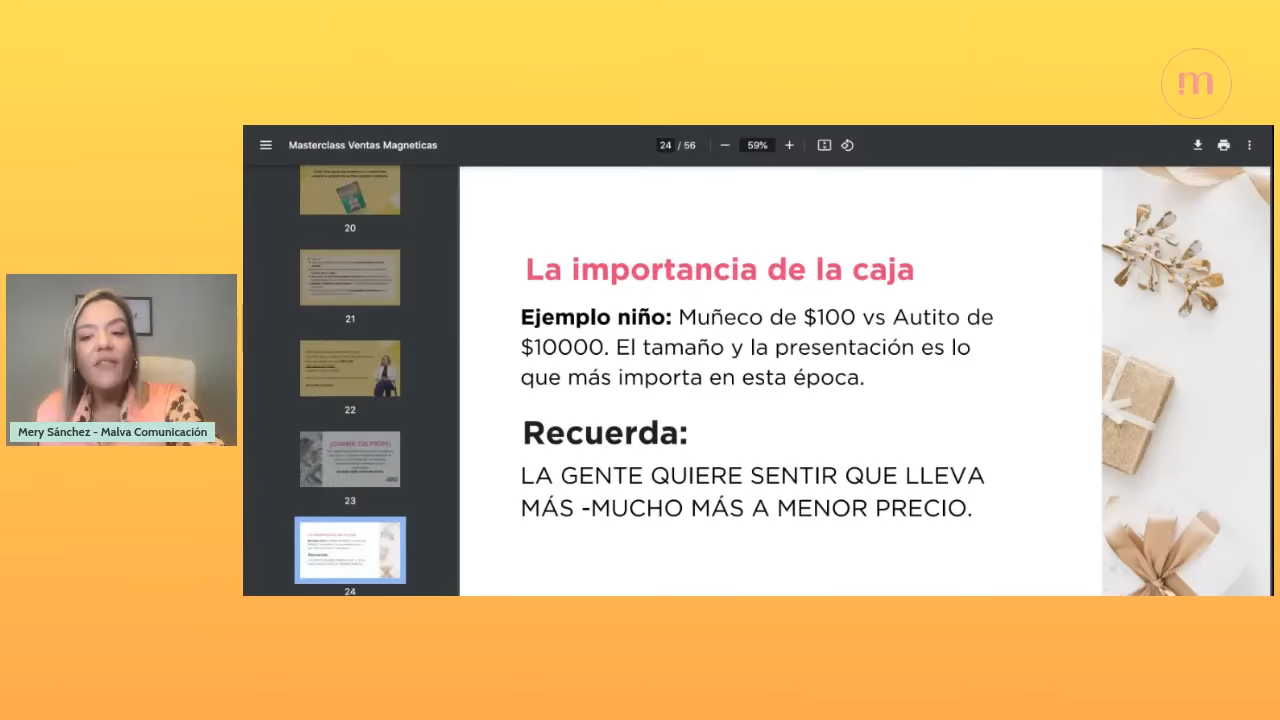 m
Masterclass Ventas Magneticas
24 / 56
59%
20
21
22
23
24
La importancia de la caja
Ejemplo niño: Muñeco de $100 vs Autito de
$10000. El tamaño y la presentación es lo
que más importa en esta época.
Recuerda:
LA GENTE QUIERE SENTIR QUE LLEVA
MÁS -MUCHO MÁS A MENOR PRECIO.
Mery Sánchez - Malva Comunicación